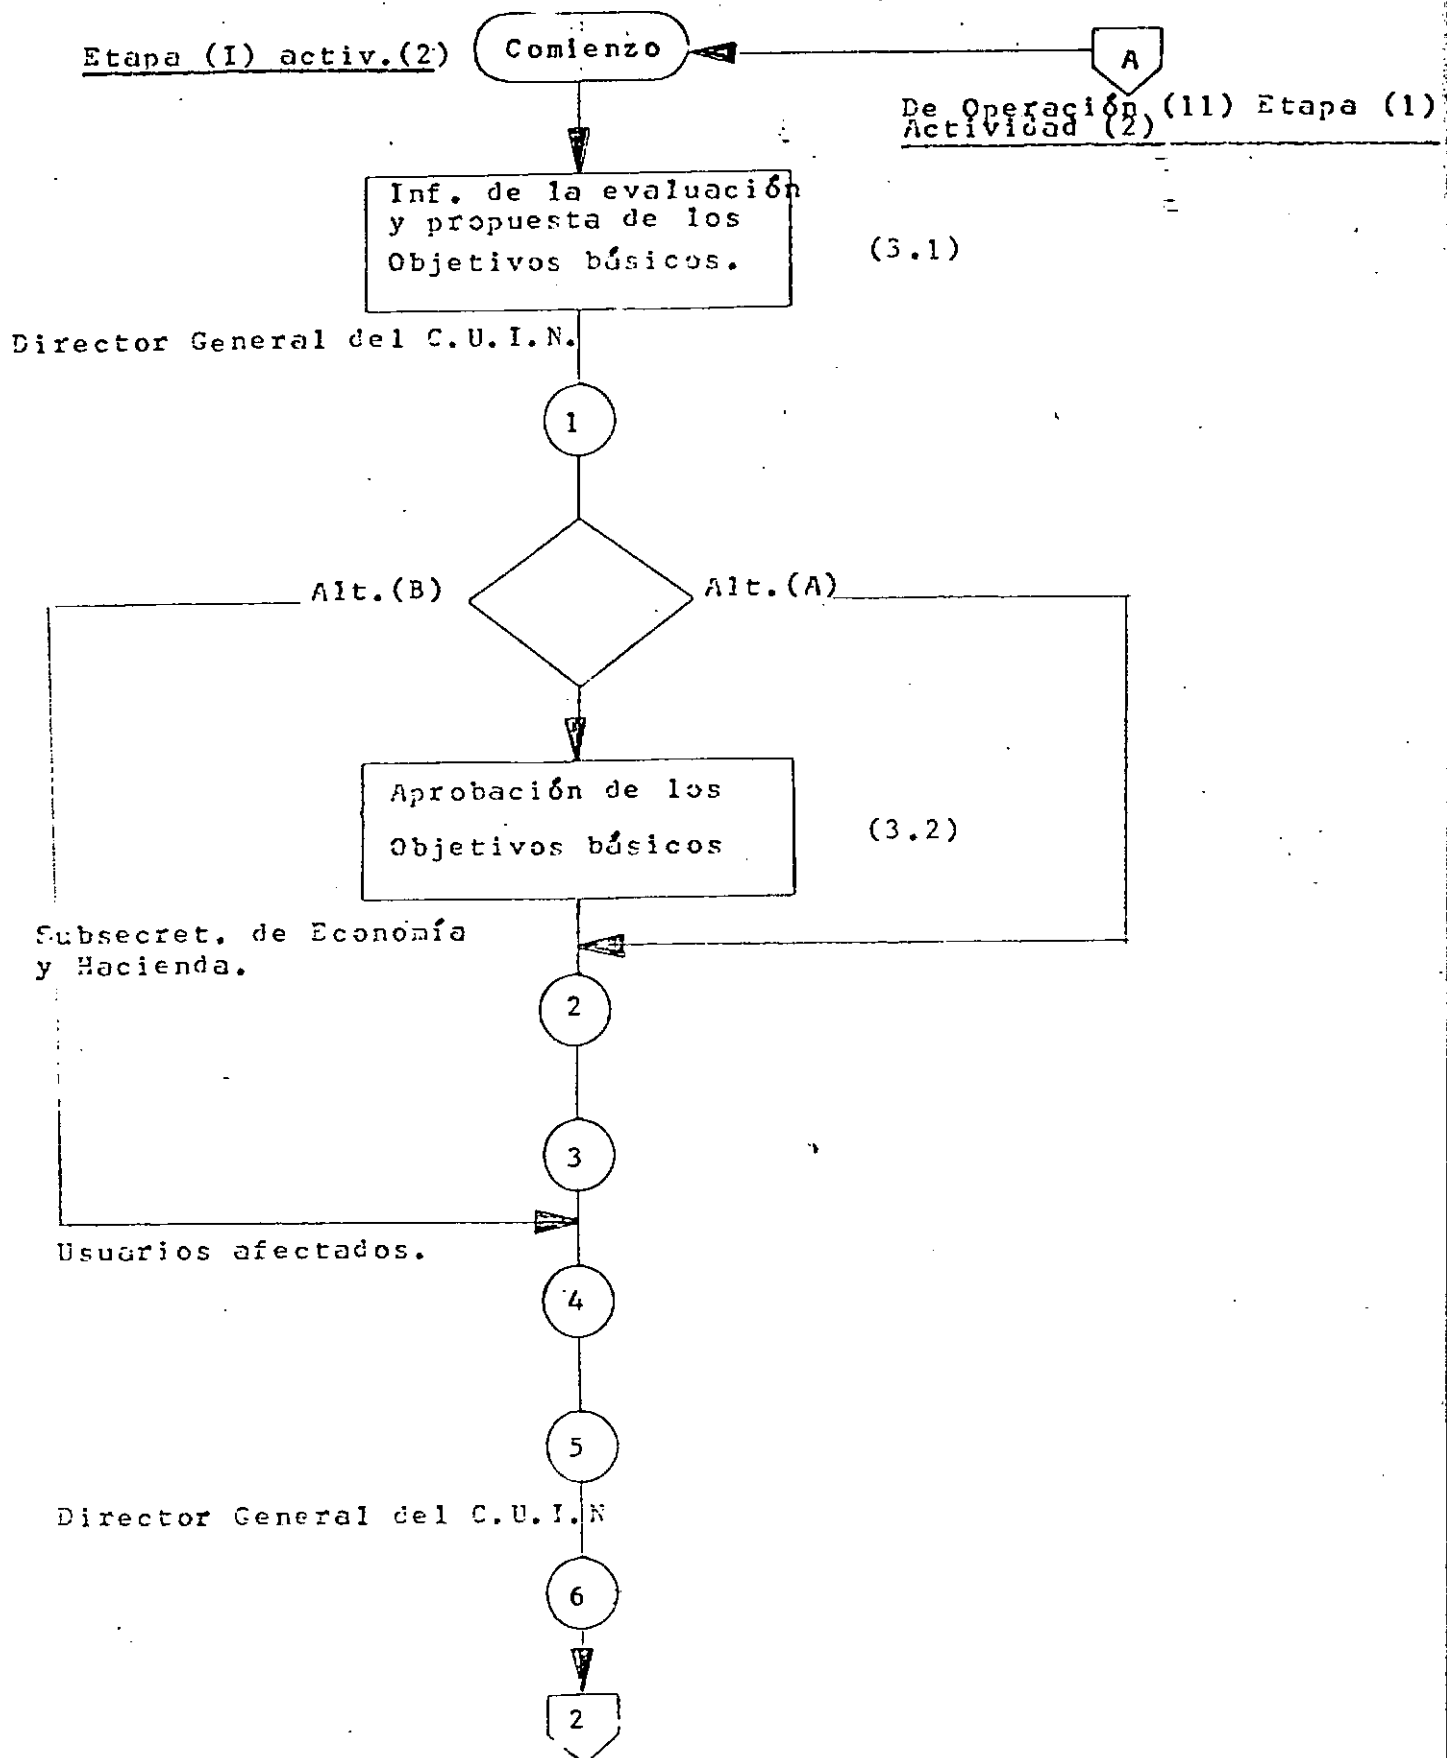 Etapa (I) activ.(2)
Comienzo
A
De Operación (11) Etapa (1)
Actividad (2)
Inf. de la evaluación
y propuesta de los
Objetivos básicos.
(3.1)
Director General del C.U.I.N.
1
Alt.(B)
Alt.(A)
Aprobación de los
Objetivos básicos
(3.2)
Subsecret. de Economía
y Hacienda.
2
3
Usuarios afectados.
4
5
Director General del C.U.I.N
6
2